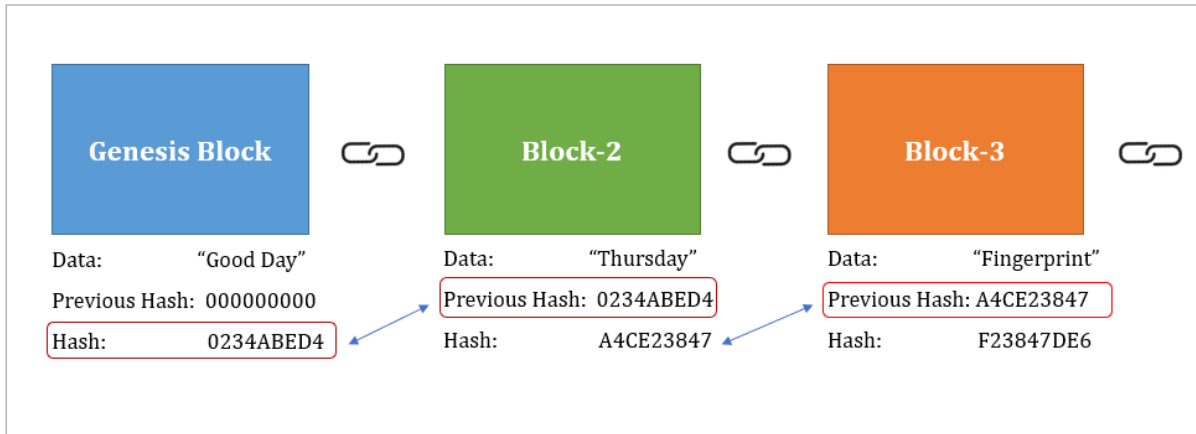 Genesis Block
Data: “Good Day”
Previous Hash: 000000000
Hash: 0234ABED4
Block-2
Data: “Thursday”
Previous Hash: 0234ABED4
Hash: A4CE23847
Block-3
Data: “Fingerprint”
Previous Hash: A4CE23847
Hash: F23847DE6